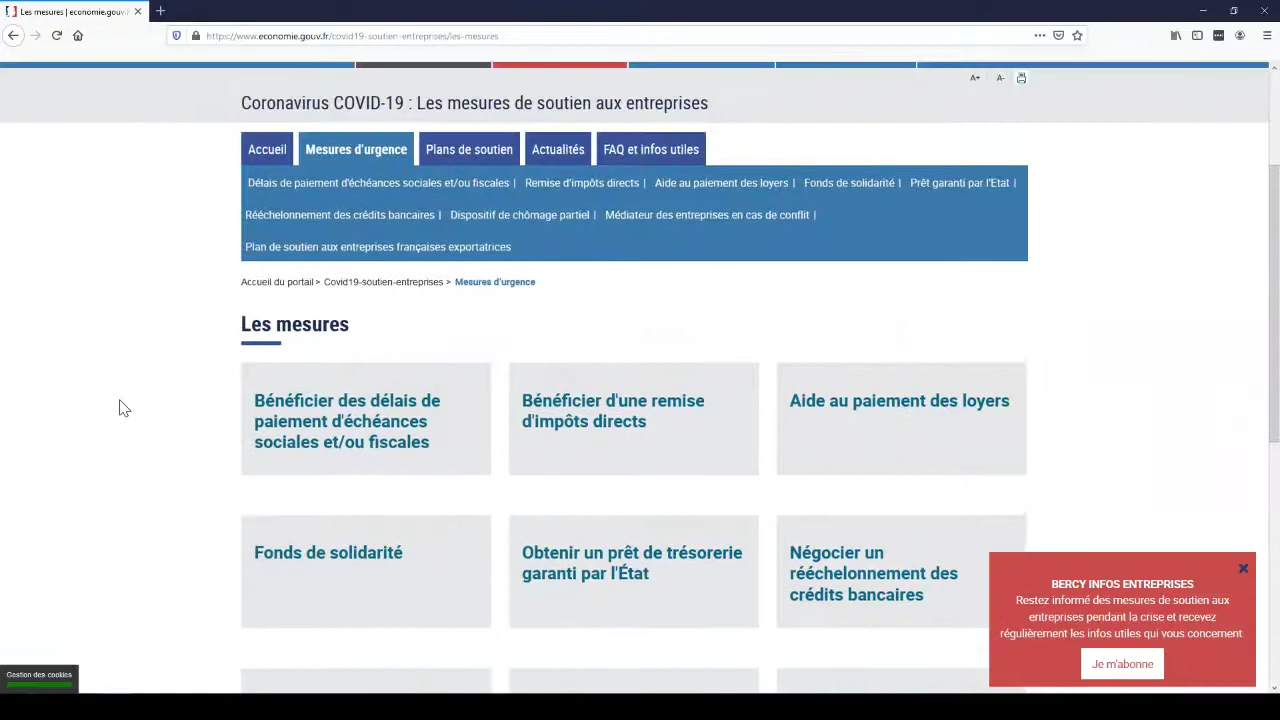 Les mesures | economie.gouv.f
https://www.economie.gouv.fr/covid19-soutien-entreprises/les-mesures
A+ A-
Coronavirus COVID-19 : Les mesures de soutien aux entreprises
Accueil Mesures d'urgence Plans de soutien Actualités FAQ et infos utiles
Délais de paiement d'échéances sociales et/ou fiscales | Remise d'impôts directs | Aide au paiement des loyers | Fonds de solidarité | Prêt garanti par l'Etat |
Rééchelonnement des crédits bancaires | Dispositif de chômage partiel | Médiateur des entreprises en cas de conflit |
Plan de soutien aux entreprises françaises exportatrices
Accueil du portail > Covid19-soutien-entreprises > Mesures d'urgence
Les mesures
Bénéficier des délais de
paiement d'échéances
sociales et/ou fiscales
Bénéficier d'une remise
d'impôts directs
Aide au paiement des loyers
Fonds de solidarité
Obtenir un prêt de trésorerie
garanti par l'État
Négocier un
rééchelonnement des
crédits bancaires
BERCY INFOS ENTREPRISES
Restez informé des mesures de soutien aux
entreprises pendant la crise et recevez
régulièrement les infos utiles qui vous concernent.
Je m'abonne
Gestion des cookies